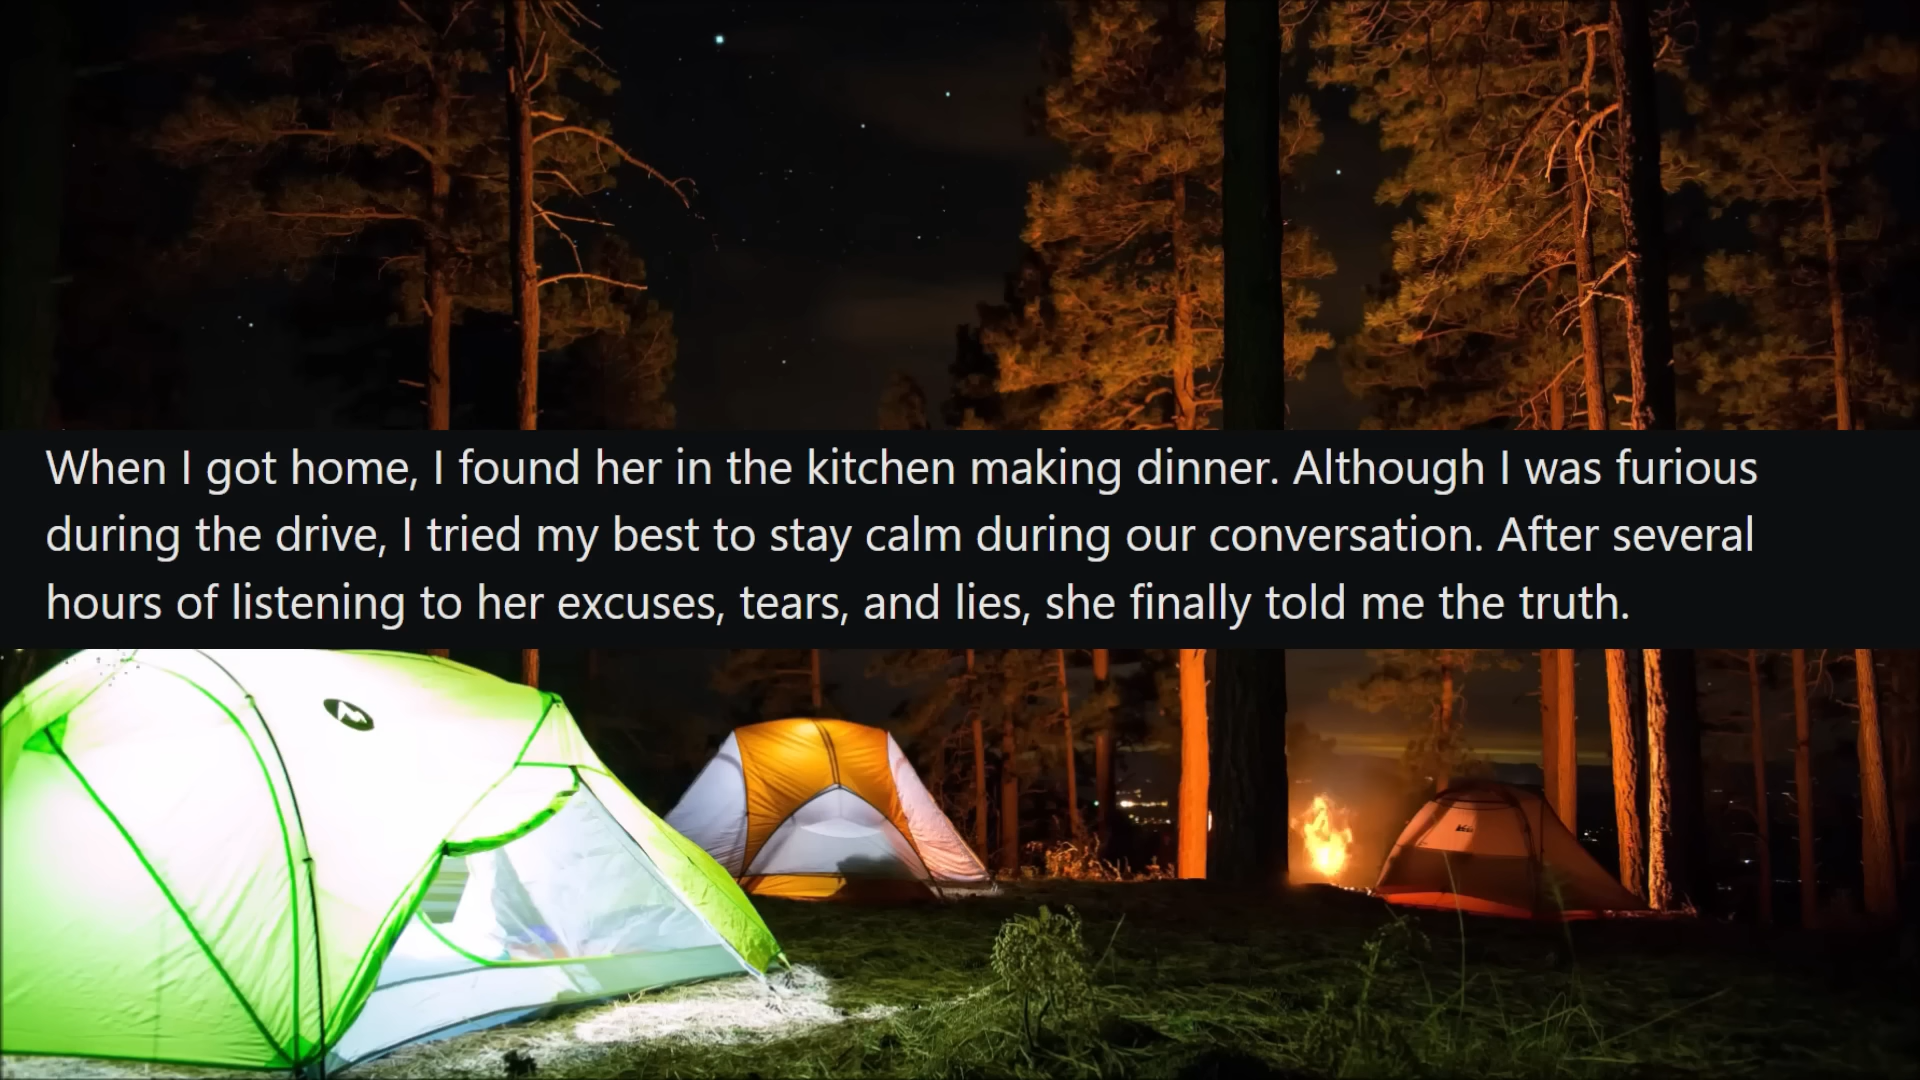 When I got home, I found her in the kitchen making dinner. Although I was furious
during the drive, I tried my best to stay calm during our conversation. After several
hours of listening to her excuses, tears, and lies, she finally told me the truth.